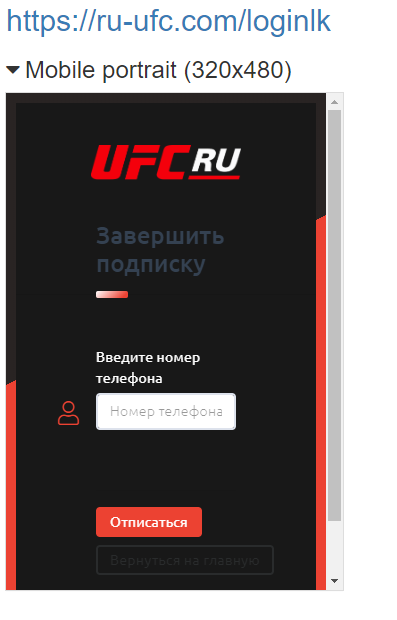 https://ru-ufc.com/loginlk
Mobile portrait (320x480)
UFC RU
Завершить
подписку
Введите номер
телефона
Номер телефона
Отписаться
Вернуться на главную